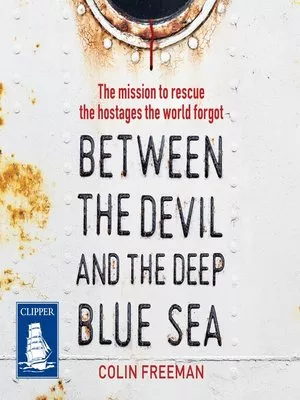 The mission to rescue
the hostages the world forgot
BETWEEN
THE DEVIL
AND THE DEEP
BLUE SEA
CLIPPER
COLIN FREEMAN